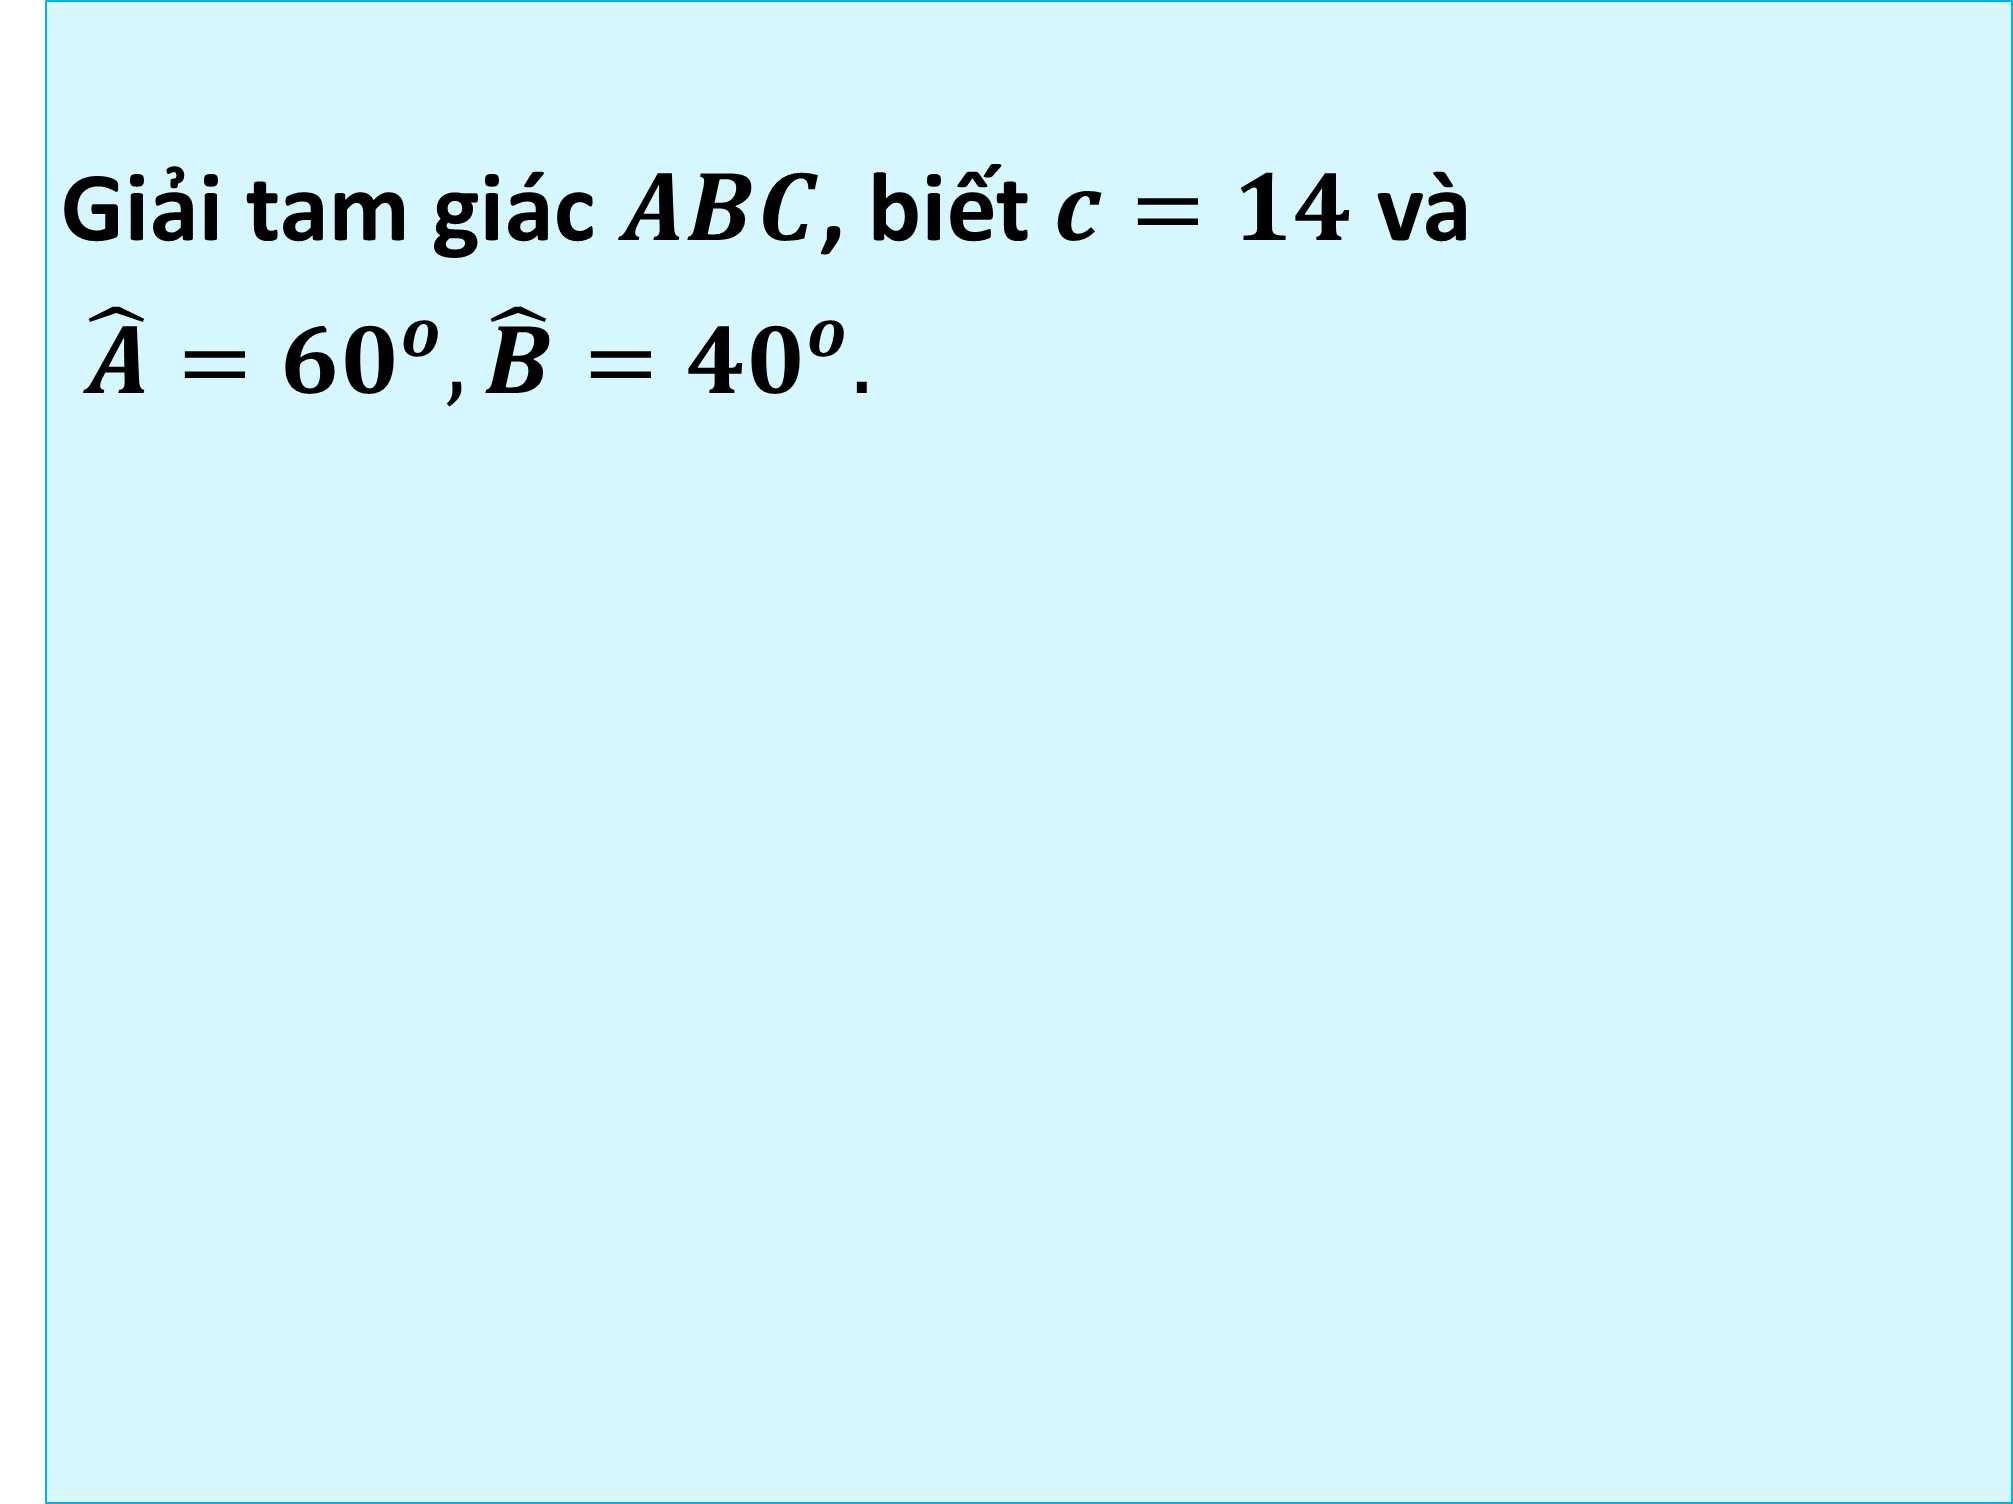 Giải tam giác ABC, biết c = 14 và
Â = 60ᵒ, B̂ = 40ᵒ.